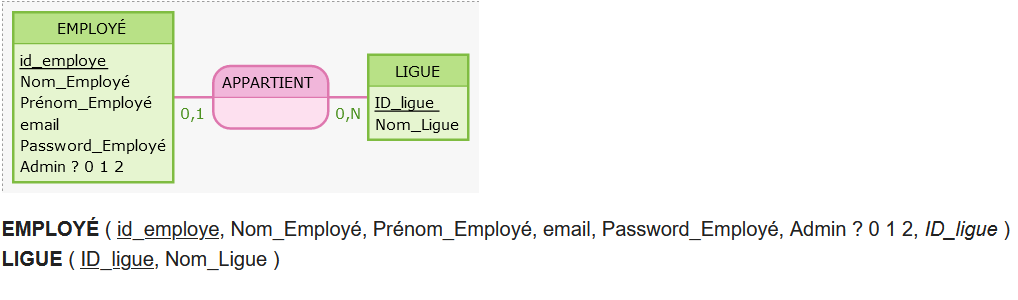 EMPLOYÉ
id_employe
Nom_Employé
Prénom_Employé
email
Password_Employé
Admin ? 0 1 2
0,1
APPARTIENT
0,N
LIGUE
ID_ligue
Nom_Ligue
EMPLOYÉ ( id_employe, Nom_Employé, Prénom_Employé, email, Password_Employé, Admin ? 0 1 2, ID_ligue )
LIGUE ( ID_ligue, Nom_Ligue )